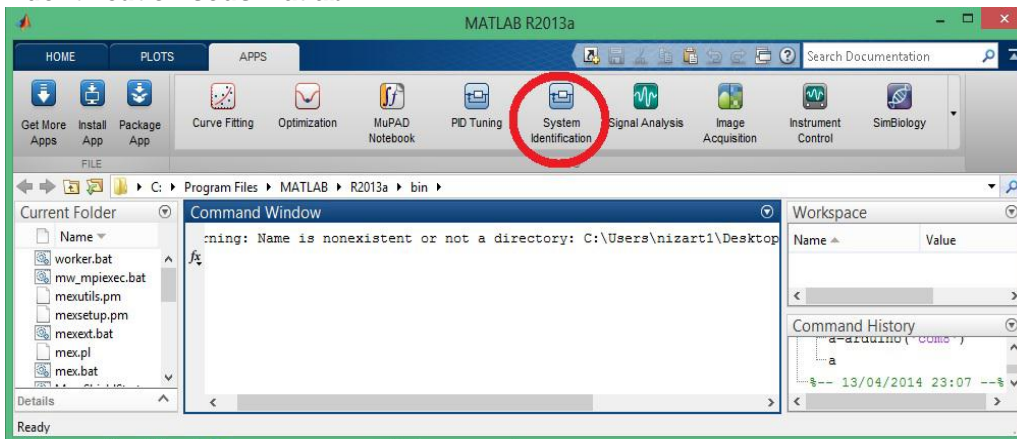 MATLAB R2013a
HOME PLOTS APPS
Search Documentation
Get More Apps
Install App
Package App
Curve Fitting
Optimization
MuPAD Notebook
PID Tuning
System Identification
Signal Analysis
Image Acquisition
Instrument Control
SimBiology
FILE
C: Program Files MATLAB R2013a bin
Current Folder
Name
worker.bat
mw_mpiexec.bat
mexutils.pm
mexsetup.pm
mexext.bat
mex.pl
mex.bat
Details
Command Window
rning: Name is nonexistent or not a directory: C:\Users\nizart1\Desktop
fx
Workspace
Name Value
Command History
a-arduino("com8")
a
%-- 13/04/2014 23:07 --%
Ready